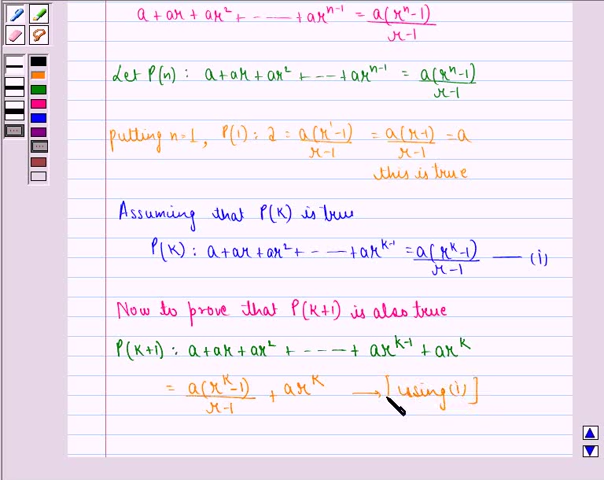 a + ar + ar² + ------ + arⁿ⁻¹ = a(rⁿ-1)/r-1
Let P(n) : a + ar + ar² + ---- + arⁿ⁻¹ = a(rⁿ-1)/r-1
putting n=1, P(1) : a = a(r¹-1)/r-1 = a(r-1)/r-1 = a
this is true
Assuming that P(K) is true
P(K) : a + ar + ar² + ------ + arᴷ⁻¹ = a(rᴷ-1)/r-1 —— (i)
Now to prove that P(K+1) is also true
P(K+1) : a + ar + ar² + ------ + arᴷ⁻¹ + arᴷ
= a(rᴷ-1)/r-1 + arᴷ → [using (i)]